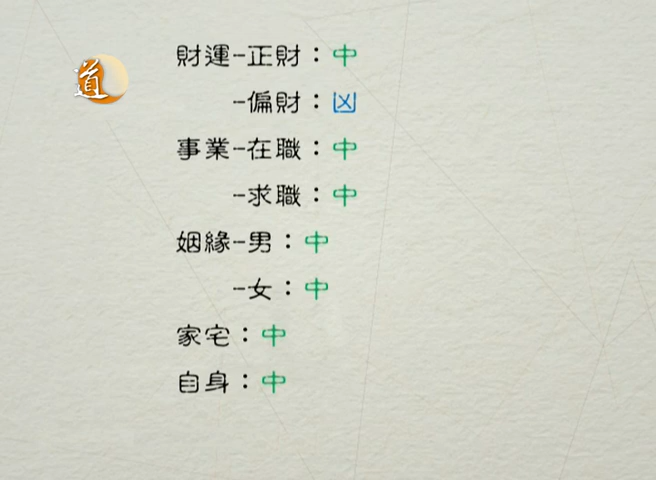 道
財運-正財：中
-偏財：凶
事業-在職：中
-求職：中
姻緣-男：中
-女：中
家宅：中
自身：中